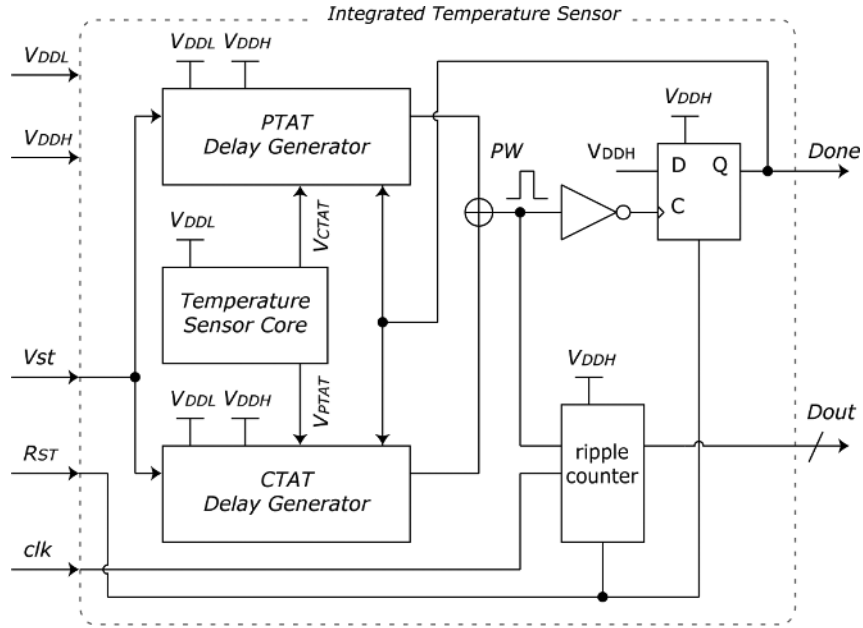 Integrated Temperature Sensor
VDDL
VDDH
VDDL VDDH
PTAT
Delay Generator
VDDH
VDDH
D Q
C
Done
PW
VCTAT
VDDL
Temperature
Sensor Core
VPTAT
Vst
VDDL VDDH
VDDH
Dout
RST
CTAT
Delay Generator
ripple
counter
clk